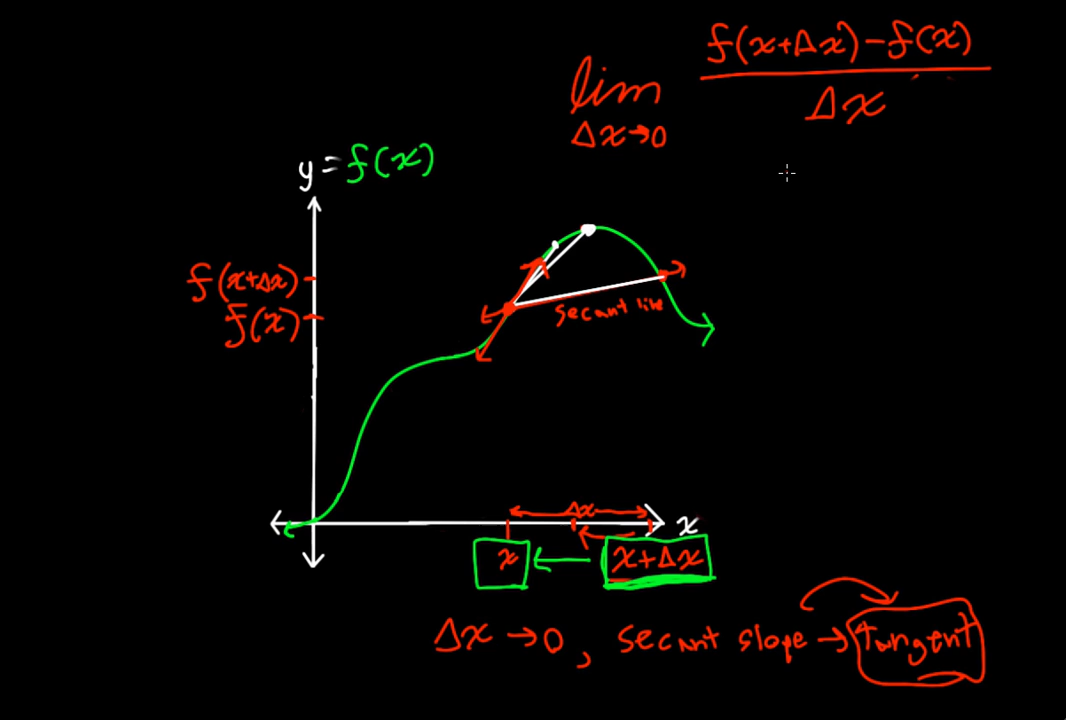 f(x+Δx)-f(x)
lim
Δx→0
Δx
y=f(x)
f(x+Δx)
f(x)
secant line
Δx
x
x
x+Δx
Δx→0, secant slope → tangent